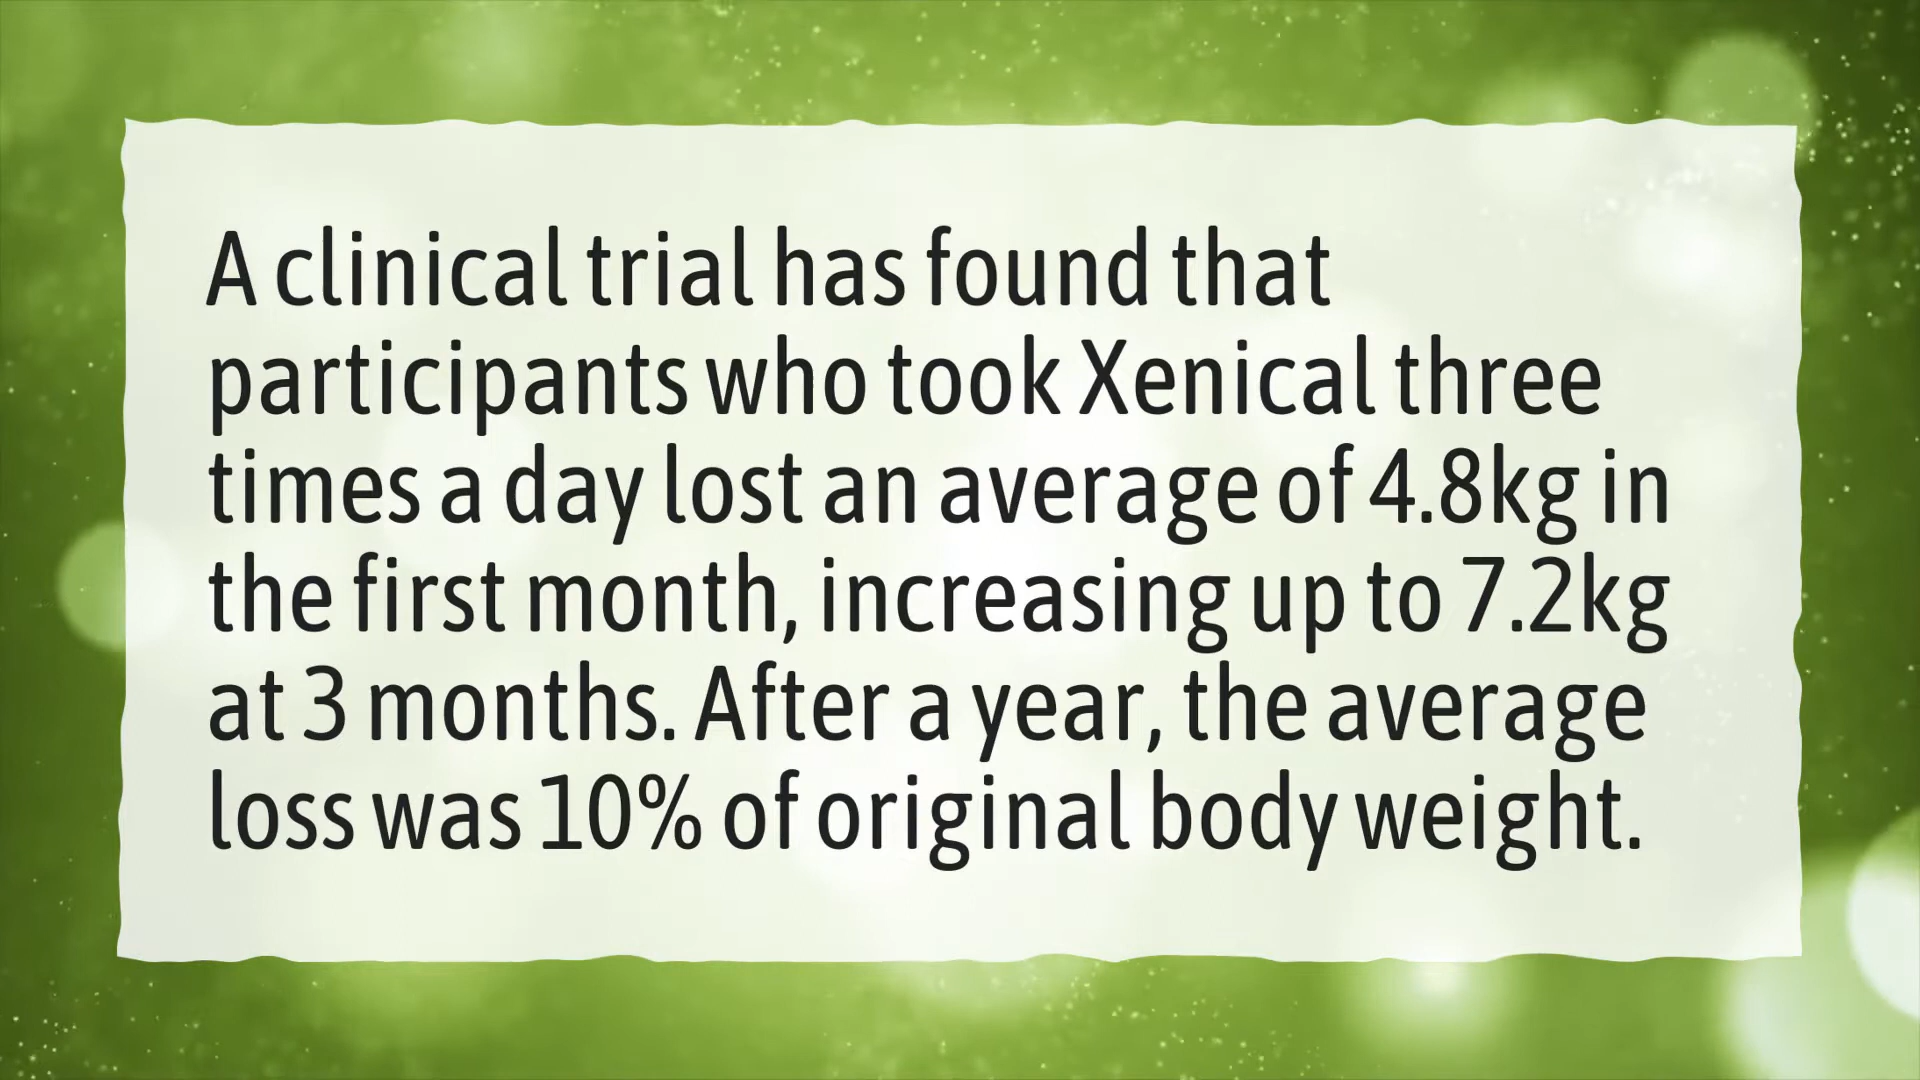 A clinical trial has found that
participants who took Xenical three
times a day lost an average of 4.8kg in
the first month, increasing up to 7.2kg
at 3 months. After a year, the average
loss was 10% of original body weight.